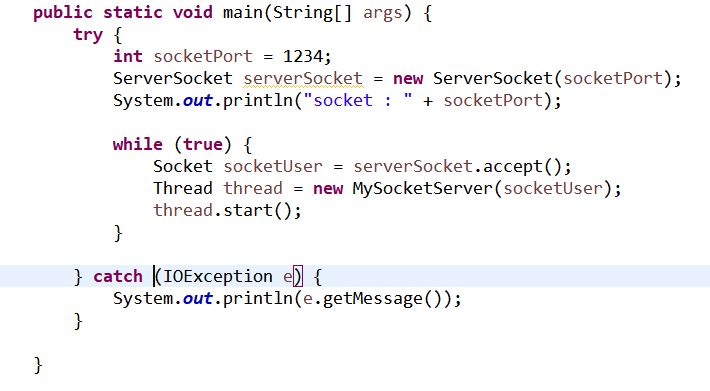 public static void main(String[] args) {
try {
int socketPort = 1234;
ServerSocket serverSocket = new ServerSocket(socketPort);
System.out.println("socket : " + socketPort);
while (true) {
Socket socketUser = serverSocket.accept();
Thread thread = new MySocketServer(socketUser);
thread.start();
}
} catch (IOException e) {
System.out.println(e.getMessage());
}
}